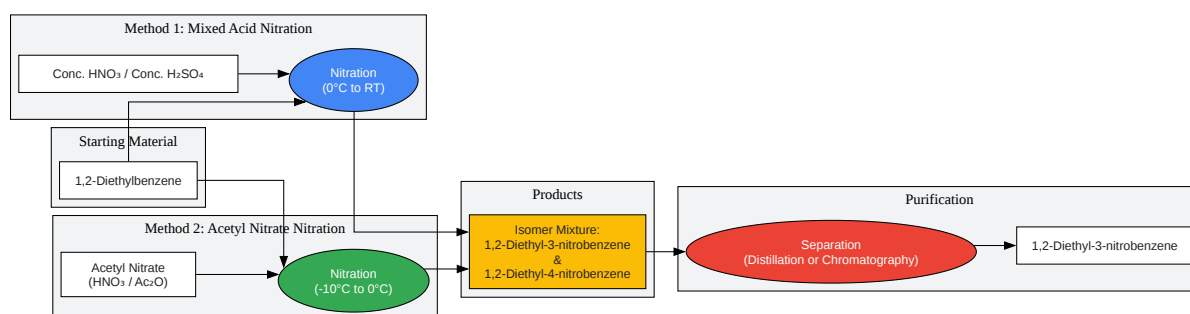 Method 1: Mixed Acid Nitration
Conc. HNO₃ / Conc. H₂SO₄
Nitration
(0°C to RT)
Starting Material
1,2-Diethylbenzene
Method 2: Acetyl Nitrate Nitration
Acetyl Nitrate
(HNO₃ / Ac₂O)
Nitration
(-10°C to 0°C)
Products
Isomer Mixture:
1,2-Diethyl-3-nitrobenzene
&
1,2-Diethyl-4-nitrobenzene
Purification
Separation
(Distillation or Chromatography)
1,2-Diethyl-3-nitrobenzene